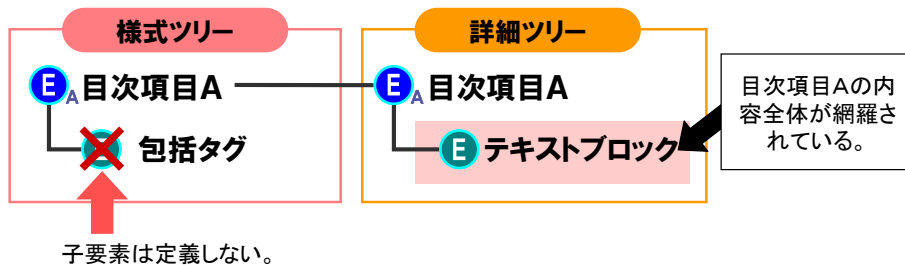 様式ツリー
詳細ツリー
E A 目次項目A
E A 目次項目A
包括タグ
E テキストブロック
目次項目Aの内
容全体が網羅さ
れている。
子要素は定義しない。